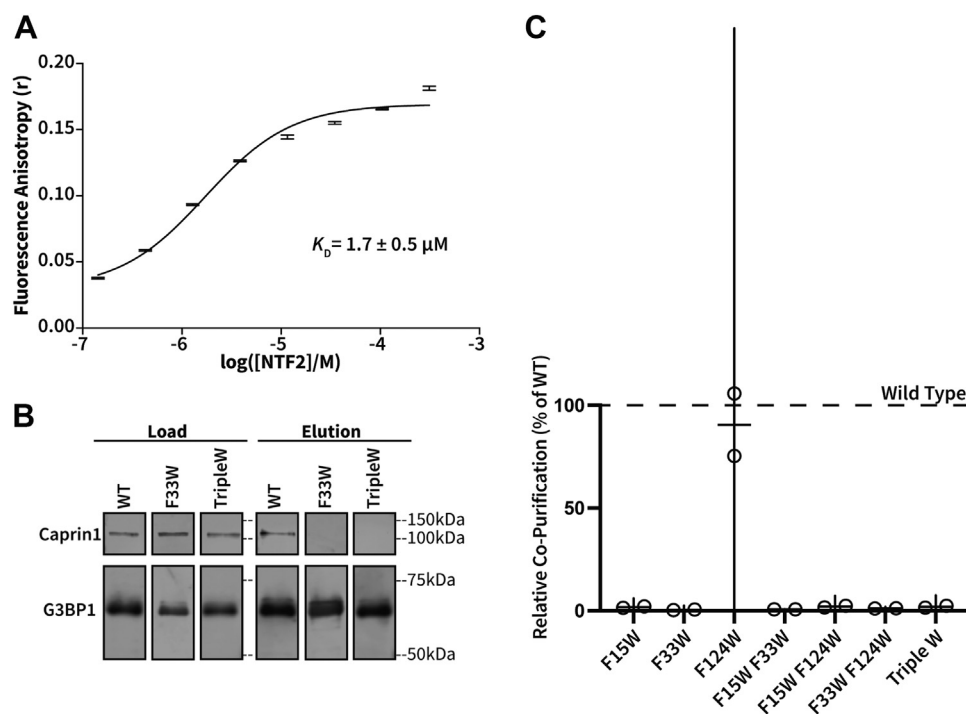 A
Fluorescence Anisotropy (r)
0.20
0.15
0.10
0.05
0.00
K_D = 1.7 ± 0.5 μM
-7 -6 -5 -4 -3
log([NTF2]/M)
B
Load Elution
WT F33W TripleW WT F33W TripleW
Caprin1
--150kDa
--100kDa
G3BP1
--75kDa
--50kDa
C
Relative Co-Purification (% of WT)
Wild Type
100
50
0
F15W F33W F124W F15W F33W F15W F124W F33W F124W Triple W